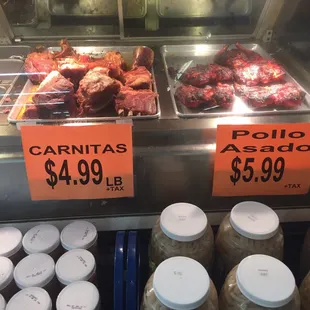 CARNITAS
$4.99 LB
+TAX
Pollo
Asado
$5.99
+TAX